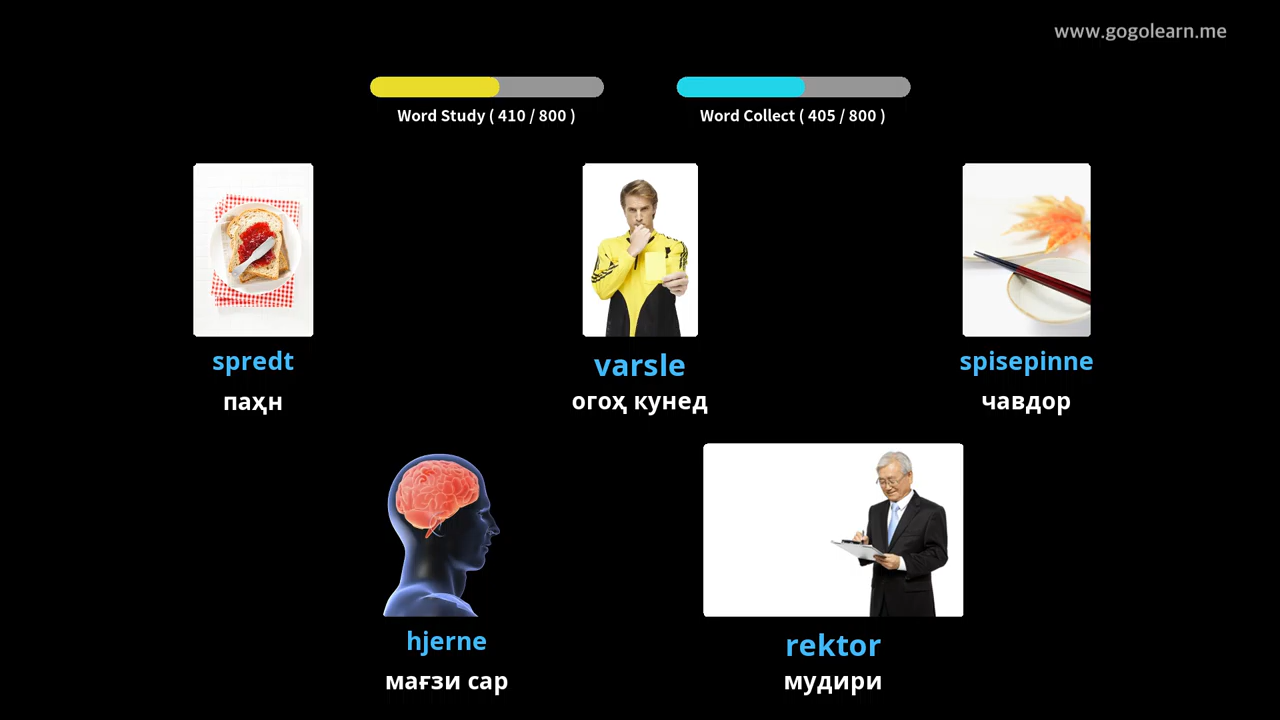 www.gogolearn.me
Word Study ( 410 / 800 )
Word Collect ( 405 / 800 )
spredt
varsle
spisepinne
паҳн
огоҳ кунед
чавдор
hjerne
rektor
мағзи сар
мудири